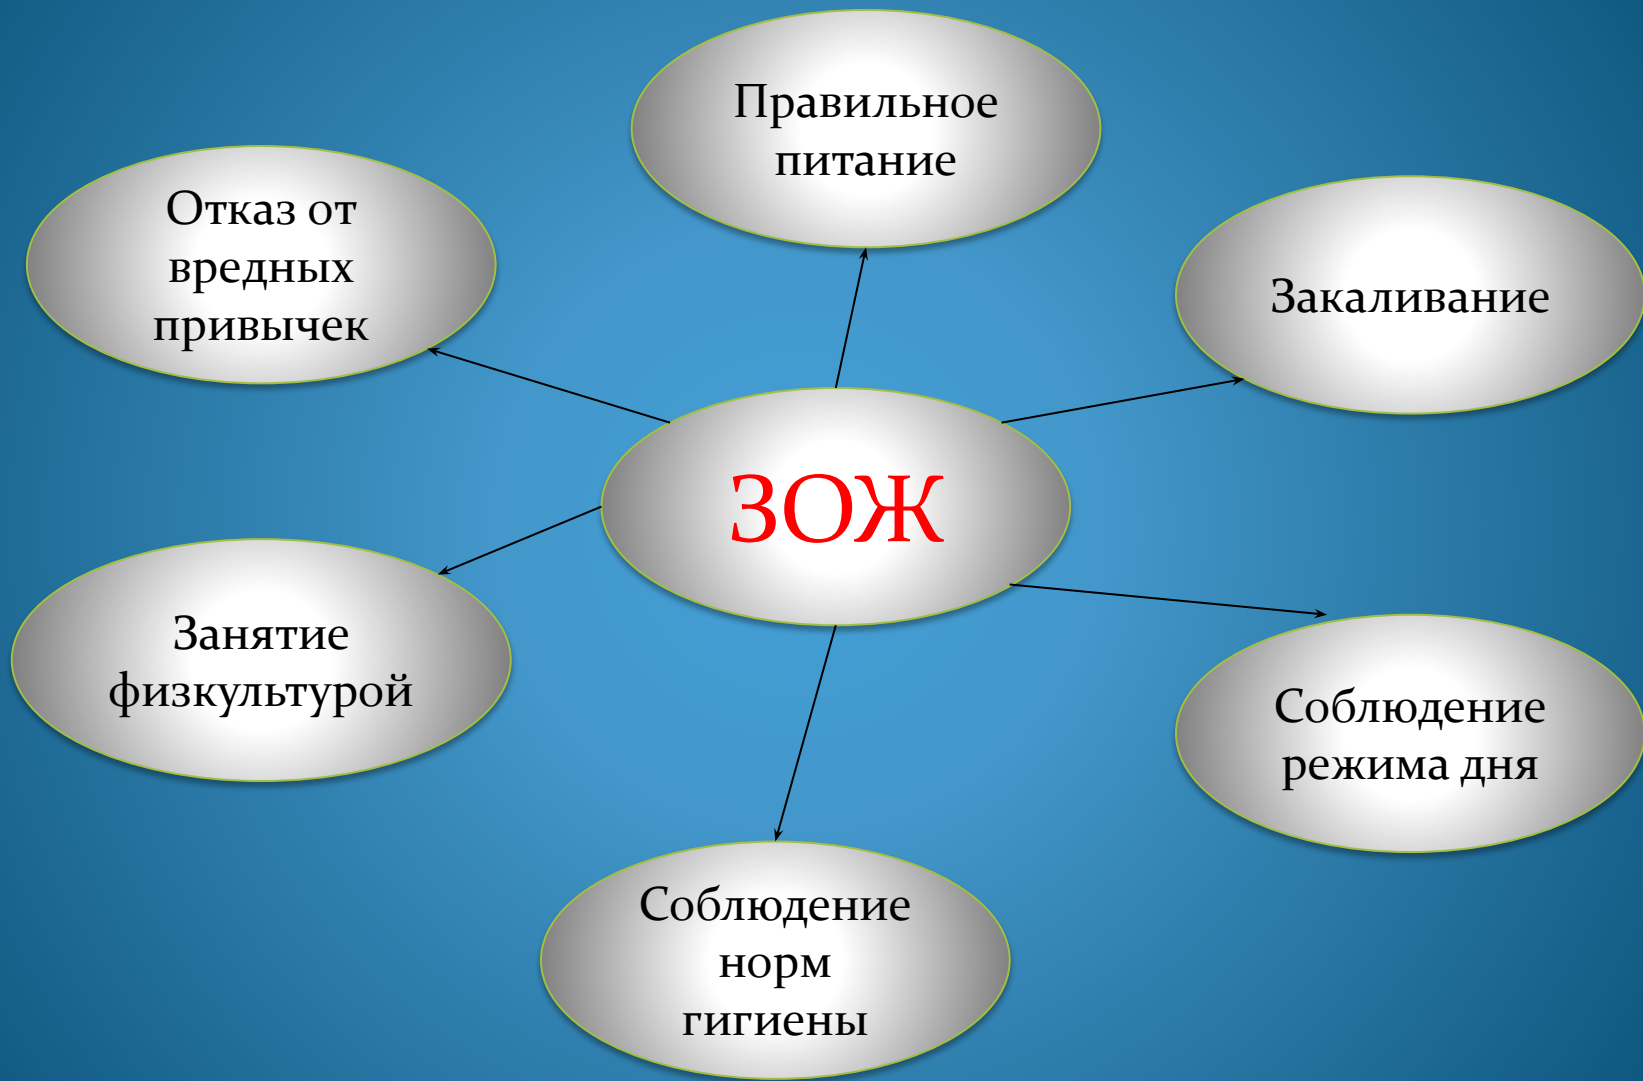 Правильное
питание
Отказ от
вредных
привычек
Закаливание
ЗОЖ
Занятие
физкультурой
Соблюдение
режима дня
Соблюдение
норм
гигиены